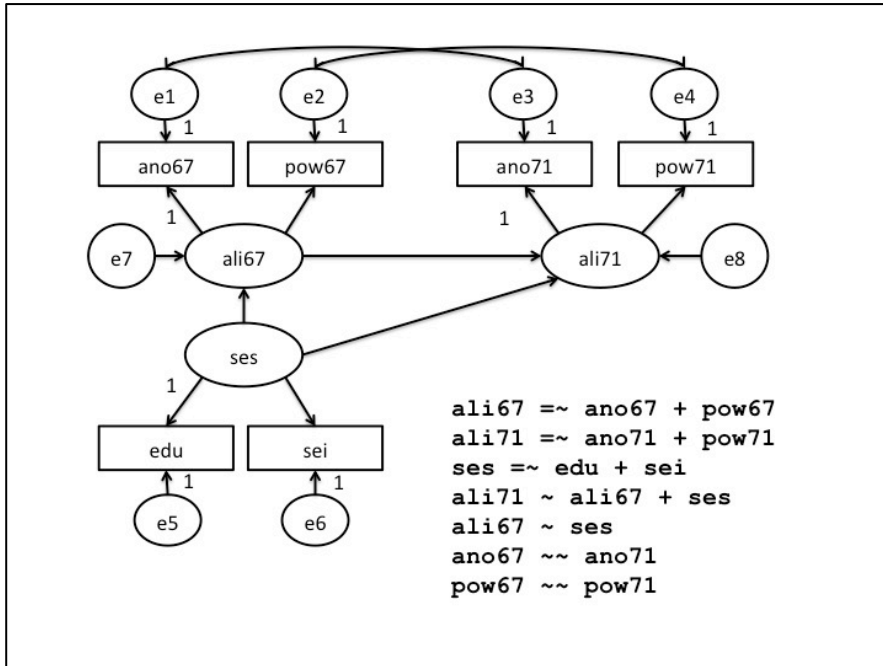 e1 e2 e3 e4
1 1 1 1
ano67 pow67 ano71 pow71
1 1
e7 ali67 ali71 e8
ses
1
edu sei
1 1
e5 e6
ali67 =~ ano67 + pow67
ali71 =~ ano71 + pow71
ses =~ edu + sei
ali71 ~ ali67 + ses
ali67 ~ ses
ano67 ~~ ano71
pow67 ~~ pow71